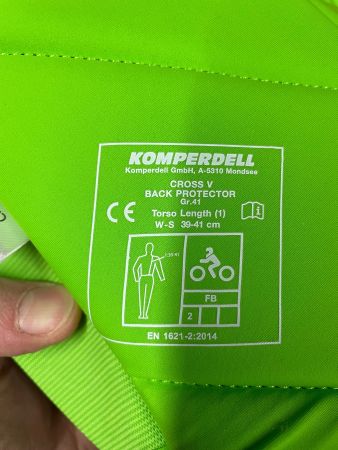 KOMPERDELL
Komperdell GmbH, A-5310 Mondsee
CROSS V
BACK PROTECTOR
Gr.41
CE
Torso Length (1)
W-S 39-41 cm
FB
2
EN 1621-2:2014